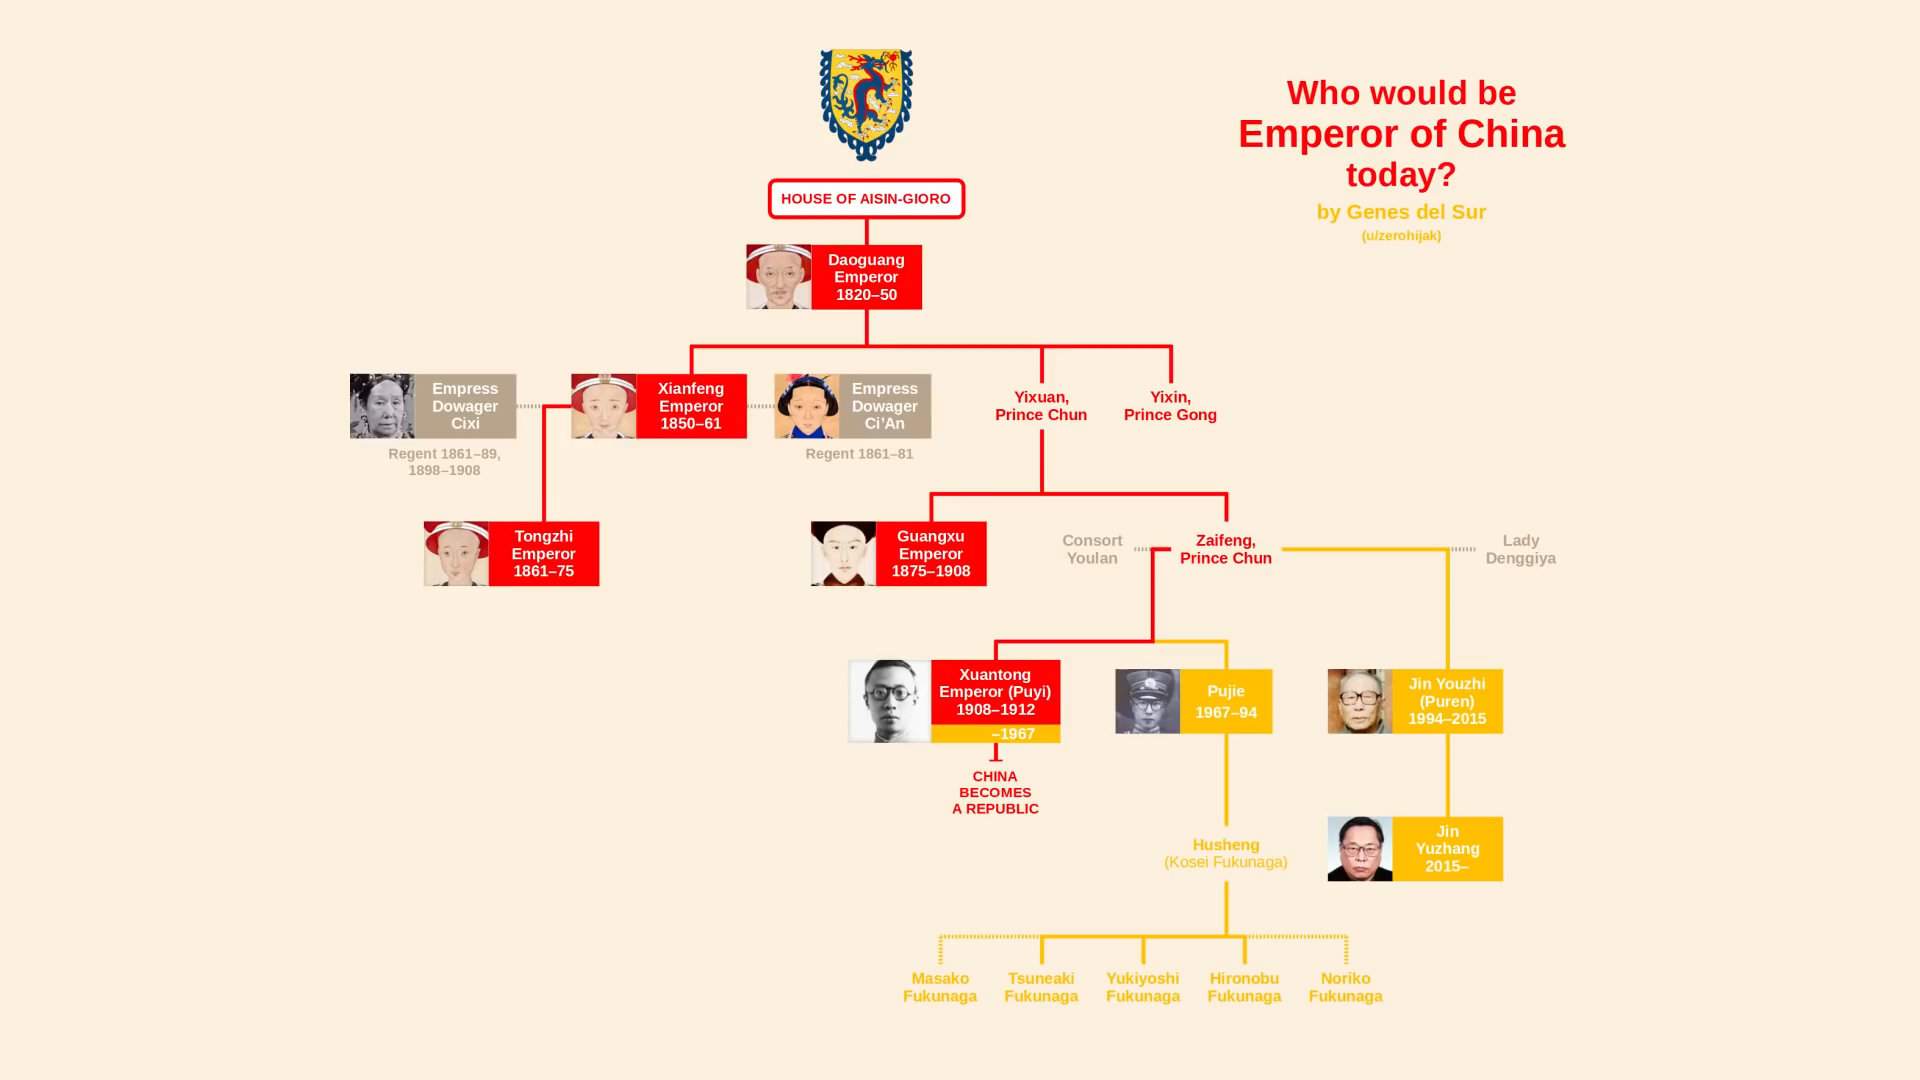 Who would be
Emperor of China
today?
by Genes del Sur
(u/zerohijak)
HOUSE OF AISIN-GIORO
Daoguang
Emperor
1820–50
Empress
Dowager
Cixi
Regent 1861–89,
1898–1908
Xianfeng
Emperor
1850–61
Empress
Dowager
Ci’An
Regent 1861–81
Yixuan,
Prince Chun
Yixin,
Prince Gong
Tongzhi
Emperor
1861–75
Guangxu
Emperor
1875–1908
Consort
Youlan
Zaifeng,
Prince Chun
Lady
Denggiya
Xuantong
Emperor (Puyi)
1908–1912
–1967
CHINA
BECOMES
A REPUBLIC
Pujie
1967–94
Jin Youzhi
(Puren)
1994–2015
Husheng
(Kosei Fukunaga)
Jin
Yuzhang
2015–
Masako
Fukunaga
Tsuneaki
Fukunaga
Yukiyoshi
Fukunaga
Hironobu
Fukunaga
Noriko
Fukunaga